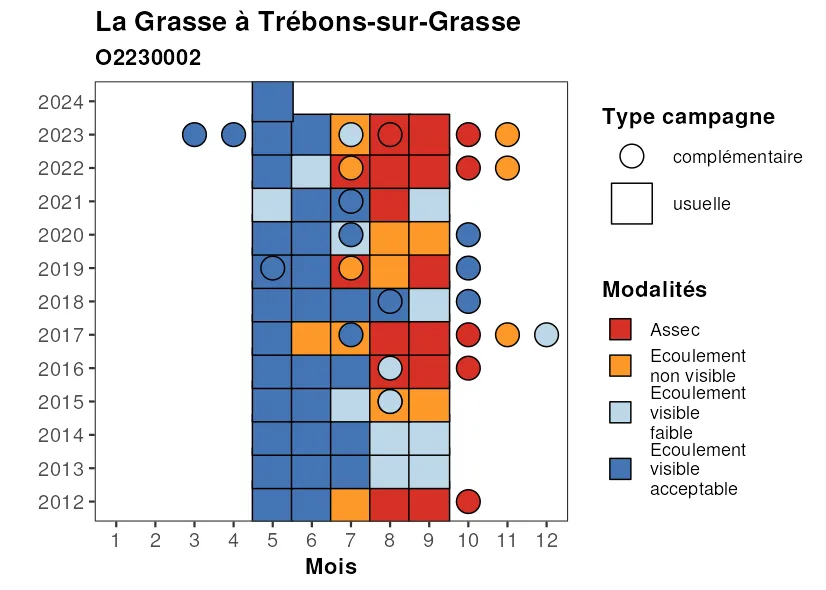 La Grasse à Trébons-sur-Grasse
O2230002
2024
2023
2022
2021
2020
2019
2018
2017
2016
2015
2014
2013
2012
1 2 3 4 5 6 7 8 9 10 11 12
Mois
Type campagne
complémentaire
usuelle
Modalités
Assec
Ecoulement
non visible
Ecoulement
visible
faible
Ecoulement
visible
acceptable